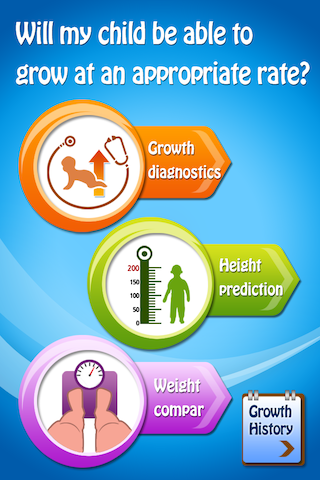 Will my child be able to
grow at an appropriate rate?
Growth
diagnostics
200
150
100
50
0
Height
prediction
Weight
compar
Growth
History